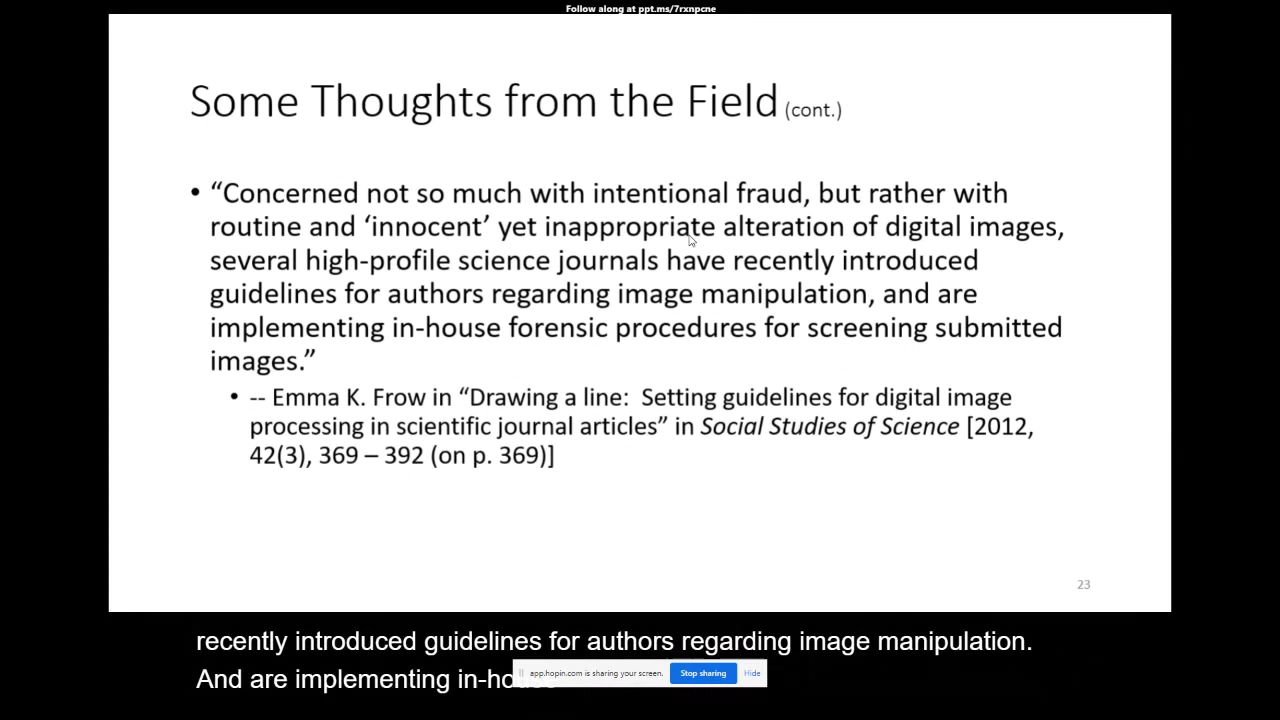 Follow along at ppt.ms/7rxnpcne
Some Thoughts from the Field (cont.)
• “Concerned not so much with intentional fraud, but rather with
routine and ‘innocent’ yet inappropriate alteration of digital images,
several high-profile science journals have recently introduced
guidelines for authors regarding image manipulation, and are
implementing in-house forensic procedures for screening submitted
images.”
• -- Emma K. Frow in “Drawing a line:  Setting guidelines for digital image
processing in scientific journal articles” in Social Studies of Science [2012,
42(3), 369 – 392 (on p. 369)]
23
recently introduced guidelines for authors regarding image manipulation.
And are implementing
app.hopin.com is sharing your screen. Stop sharing Hide